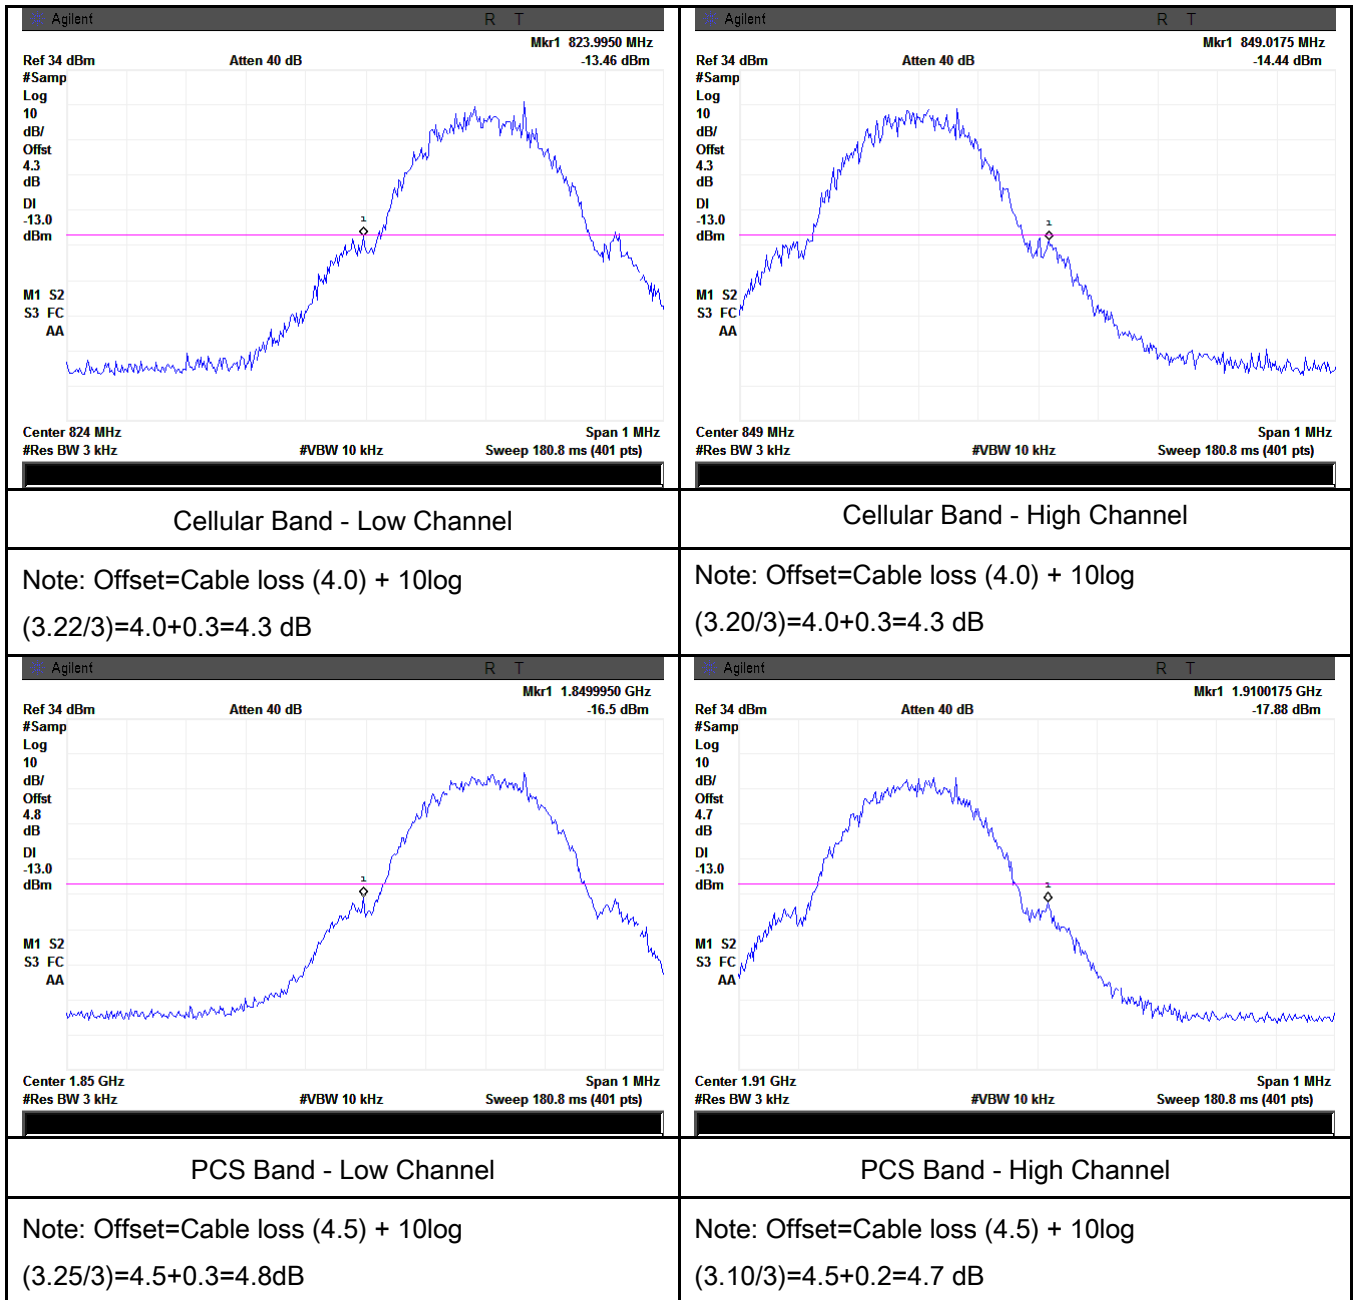 Agilent R T
Mkr1 823.9950 MHz
Ref 34 dBm Atten 40 dB -13.46 dBm
#Samp
Log
10
dB/
Offst
4.3
dB
DI
-13.0
dBm
1
M1 S2
S3 FC
AA
Center 824 MHz Span 1 MHz
#Res BW 3 kHz #VBW 10 kHz Sweep 180.8 ms (401 pts)
Cellular Band - Low Channel
Note: Offset=Cable loss (4.0) + 10log
(3.22/3)=4.0+0.3=4.3 dB
Agilent R T
Mkr1 849.0175 MHz
Ref 34 dBm Atten 40 dB -14.44 dBm
#Samp
Log
10
dB/
Offst
4.3
dB
DI
-13.0
dBm
1
M1 S2
S3 FC
AA
Center 849 MHz Span 1 MHz
#Res BW 3 kHz #VBW 10 kHz Sweep 180.8 ms (401 pts)
Cellular Band - High Channel
Note: Offset=Cable loss (4.0) + 10log
(3.20/3)=4.0+0.3=4.3 dB
Agilent R T
Mkr1 1.8499950 GHz
Ref 34 dBm Atten 40 dB -16.5 dBm
#Samp
Log
10
dB/
Offst
4.8
dB
DI
-13.0
dBm
1
M1 S2
S3 FC
AA
Center 1.85 GHz Span 1 MHz
#Res BW 3 kHz #VBW 10 kHz Sweep 180.8 ms (401 pts)
PCS Band - Low Channel
Note: Offset=Cable loss (4.5) + 10log
(3.25/3)=4.5+0.3=4.8dB
Agilent R T
Mkr1 1.9100175 GHz
Ref 34 dBm Atten 40 dB -17.88 dBm
#Samp
Log
10
dB/
Offst
4.7
dB
DI
-13.0
dBm
1
M1 S2
S3 FC
AA
Center 1.91 GHz Span 1 MHz
#Res BW 3 kHz #VBW 10 kHz Sweep 180.8 ms (401 pts)
PCS Band - High Channel
Note: Offset=Cable loss (4.5) + 10log
(3.10/3)=4.5+0.2=4.7 dB